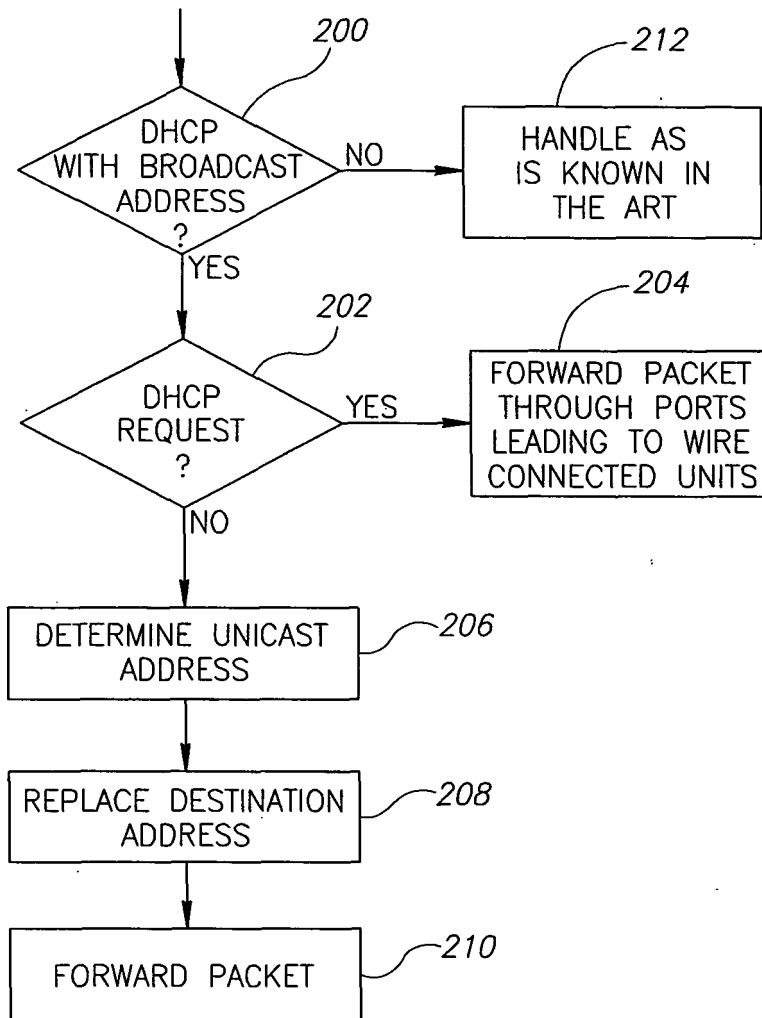 200
DHCP
WITH BROADCAST
ADDRESS
?
NO
212
HANDLE AS
IS KNOWN IN
THE ART
YES
202
DHCP
REQUEST
?
YES
204
FORWARD PACKET
THROUGH PORTS
LEADING TO WIRE
CONNECTED UNITS
NO
DETERMINE UNICAST
ADDRESS
206
REPLACE DESTINATION
ADDRESS
208
FORWARD PACKET
210